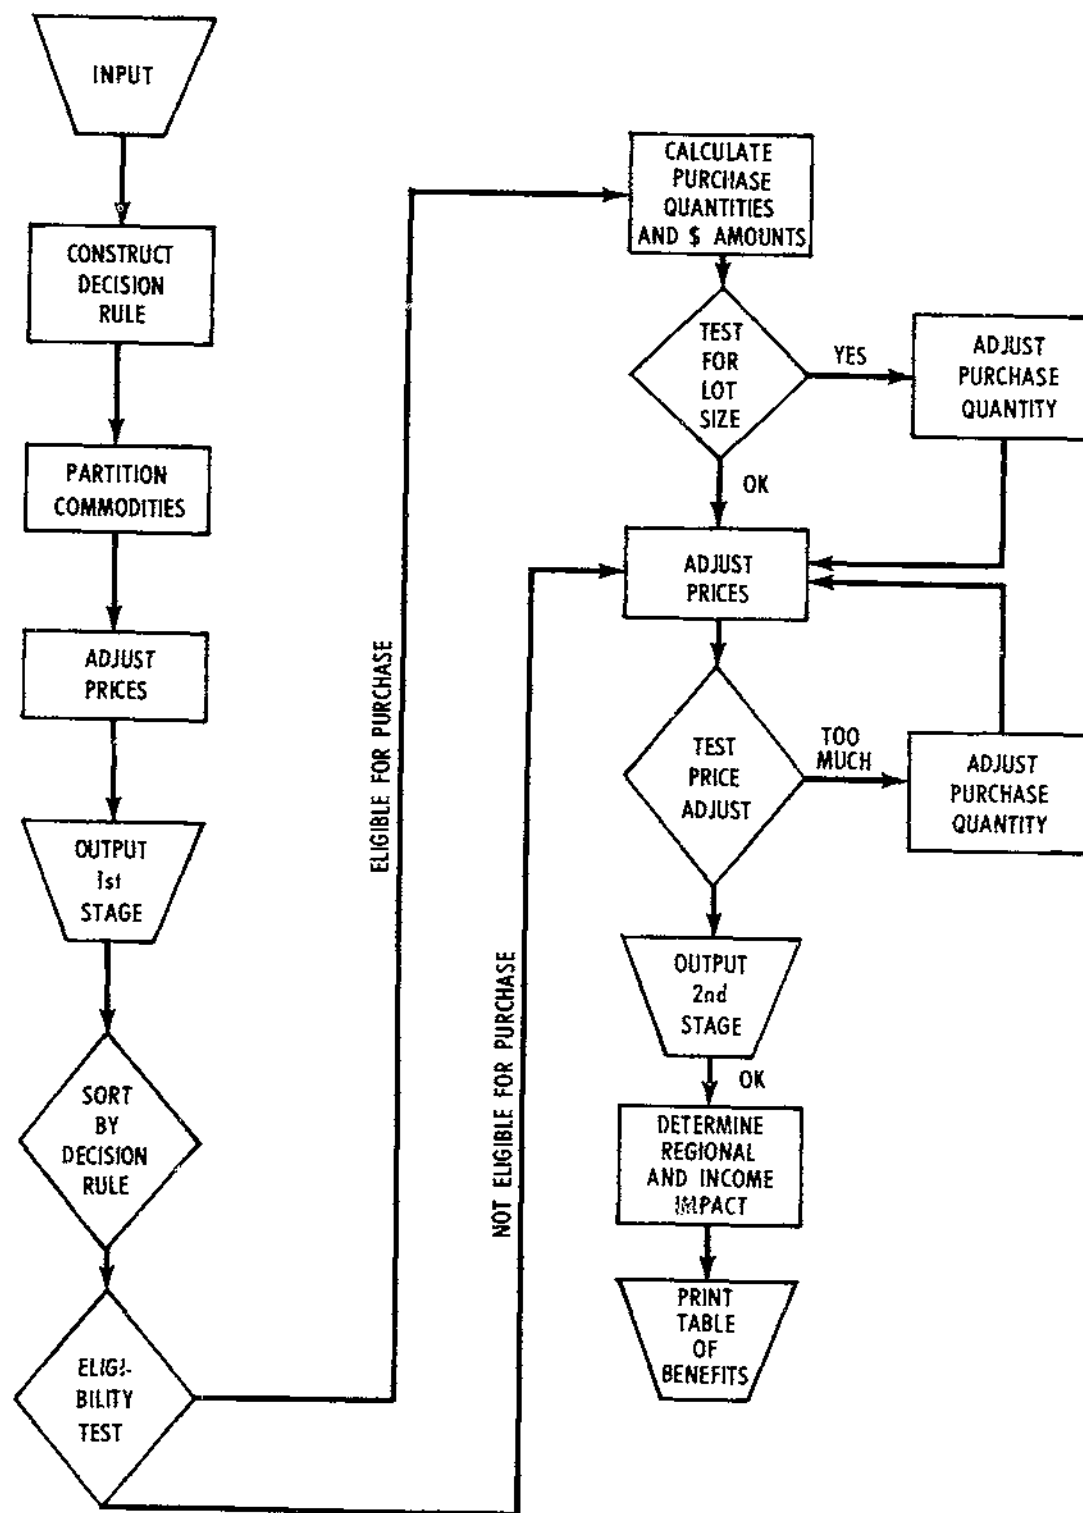 INPUT
CONSTRUCT
DECISION
RULE
PARTITION
COMMODITIES
ADJUST
PRICES
OUTPUT
1st
STAGE
SORT
BY
DECISION
RULE
ELIGI-
BILITY
TEST
ELIGIBLE FOR PURCHASE
NOT ELIGIBLE FOR PURCHASE
CALCULATE
PURCHASE
QUANTITIES
AND $ AMOUNTS
TEST
FOR
LOT
SIZE
YES
ADJUST
PURCHASE
QUANTITY
OK
ADJUST
PRICES
TEST
PRICE
ADJUST
TOO
MUCH
ADJUST
PURCHASE
QUANTITY
OUTPUT
2nd
STAGE
OK
DETERMINE
REGIONAL
AND INCOME
IMPACT
PRINT
TABLE
OF
BENEFITS